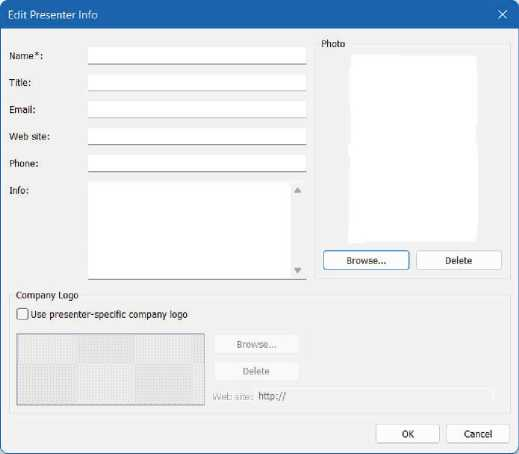 Edit Presenter Info
Name*:
Title:
Email:
Web site:
Phone:
Info:
Photo
Browse...
Delete
Company Logo
Use presenter-specific company logo
Browse...
Delete
Web site: http://
OK
Cancel